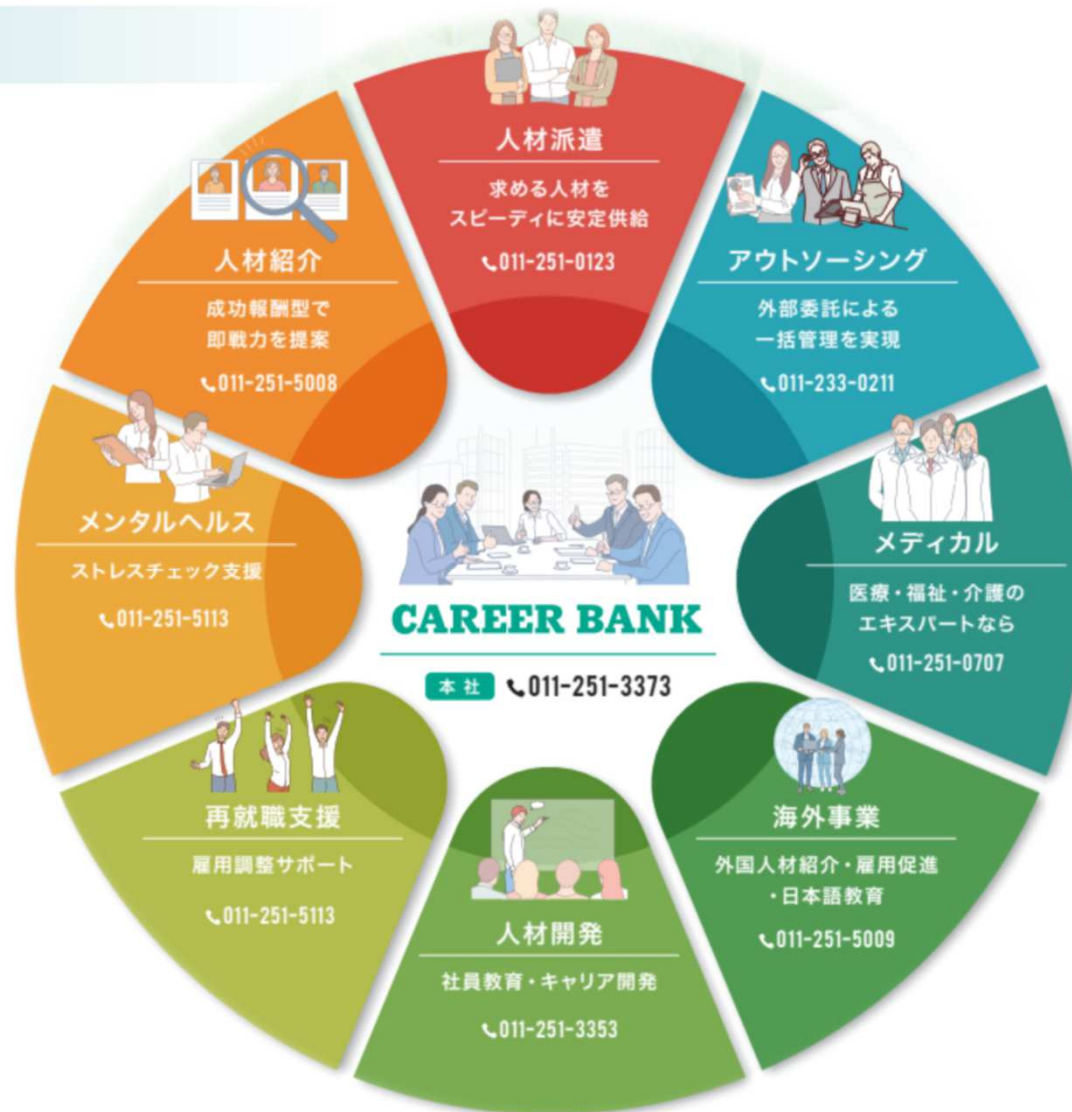 人材派遣
求める人材を
スピーディに安定供給
011-251-0123
アウトソーシング
外部委託による
一括管理を実現
011-233-0211
メディカル
医療・福祉・介護の
エキスパートなら
011-251-0707
海外事業
外国人材紹介・雇用促進
・日本語教育
011-251-5009
人材開発
社員教育・キャリア開発
011-251-3353
再就職支援
雇用調整サポート
011-251-5113
メンタルヘルス
ストレスチェック支援
011-251-5113
人材紹介
成功報酬型で
即戦力を提案
011-251-5008
CAREER BANK
本社 011-251-3373